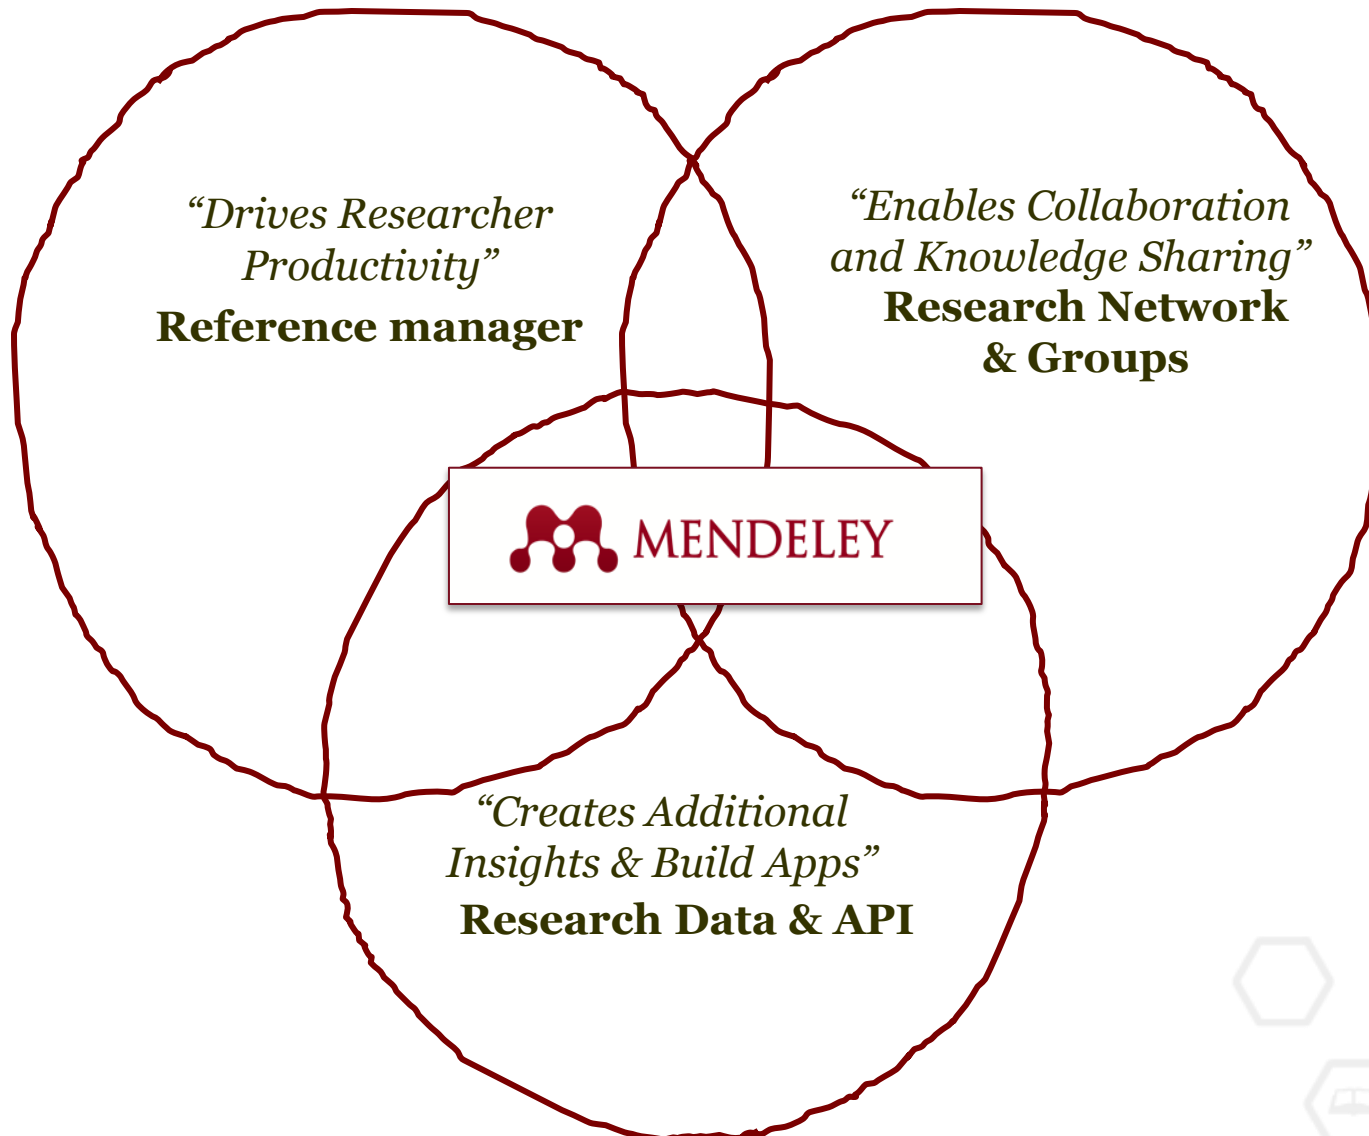 “Drives Researcher
Productivity”
Reference manager
“Enables Collaboration
and Knowledge Sharing”
Research Network
& Groups
MENDELEY
“Creates Additional
Insights & Build Apps”
Research Data & API